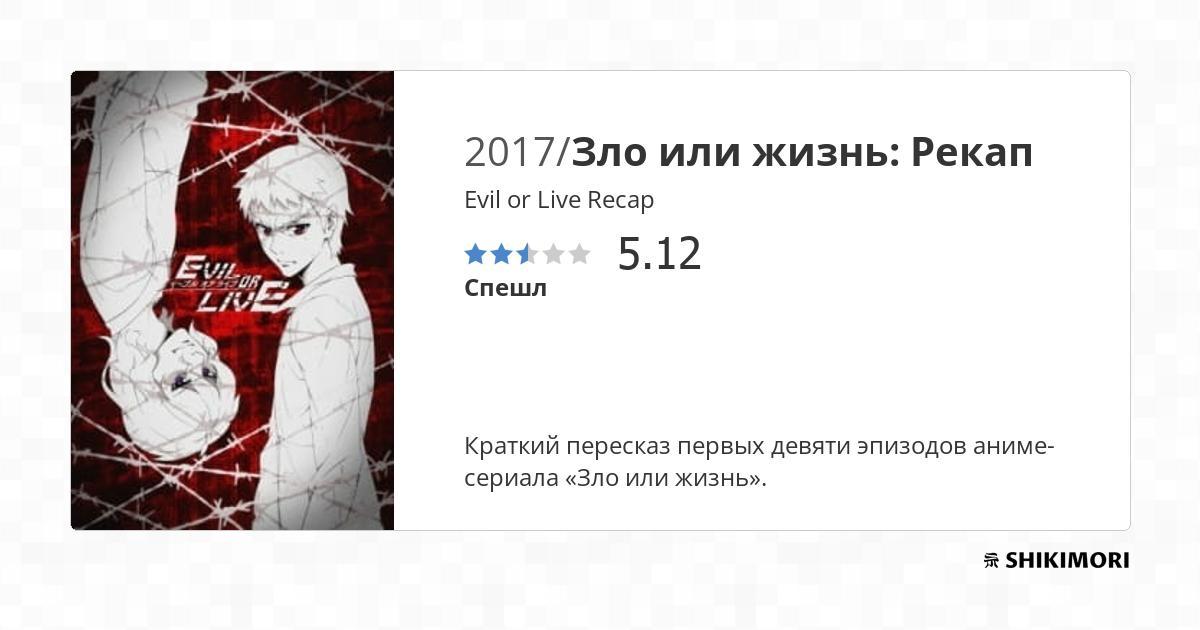 2017/Зло или жизнь: Рекап
Evil or Live Recap
5.12
Спешл
EVIL
OR
LIVE
Краткий пересказ первых девяти эпизодов аниме-
сериала «Зло или жизнь».
SHIKIMORI